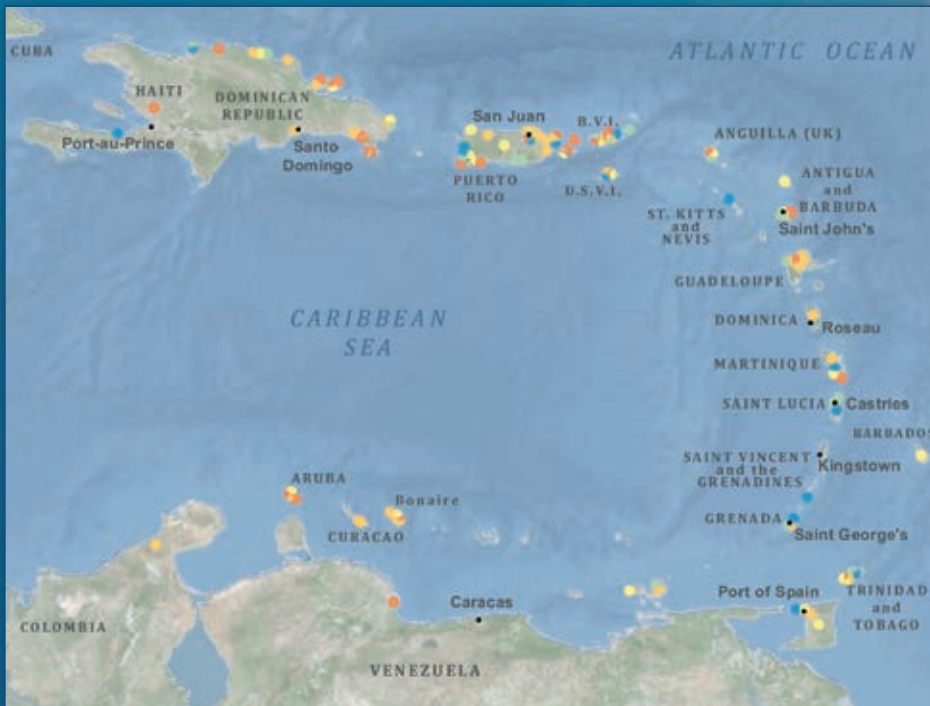 ATLANTIC OCEAN
CUBA
HAITI
DOMINICAN
REPUBLIC
San Juan
B.V.I.
ANGUILLA (UK)
Port-au-Prince
Santo
Domingo
PUERTO
RICO
U.S.V.I.
ANTIGUA
and
BARBUDA
ST. KITTS
and
NEVIS
Saint John's
GUADELOUPE
CARIBBEAN
SEA
DOMINICA
Roseau
MARTINIQUE
SAINT LUCIA
Castries
BARBADOS
SAINT VINCENT
and the
GRENADINES
Kingstown
ARUBA
Bonaire
CURACAO
GRENADA
Saint George's
Caracas
Port of Spain
TRINIDAD
and
TOBAGO
COLOMBIA
VENEZUELA